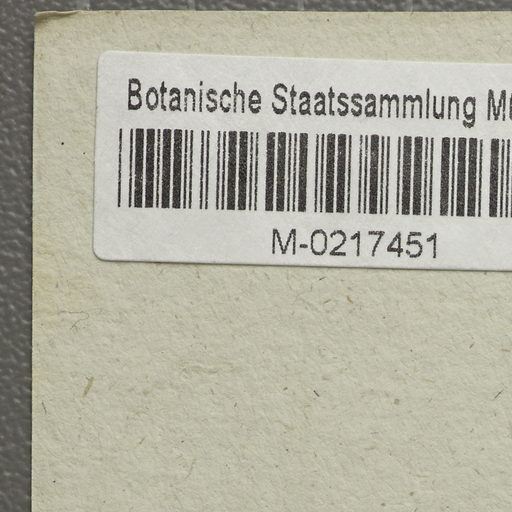 Botanische Staatssammlung
M-0217451